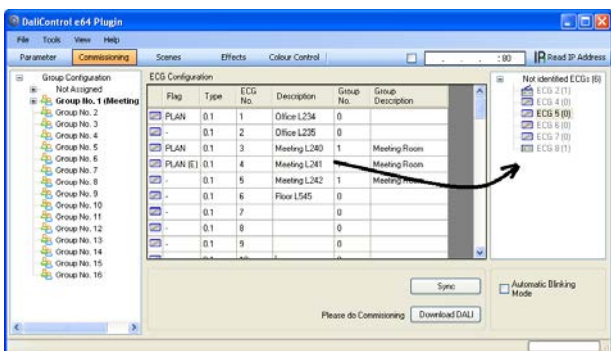 DaliControl e64 Plugin
File Tools View Help
Parameter Commissioning Scenes Effects Colour Control . . . :80 Read IP Address
Group Configuration
Not Assigned
Group No. 1 (Meeting
Group No. 2
Group No. 3
Group No. 4
Group No. 5
Group No. 6
Group No. 7
Group No. 8
Group No. 9
Group No. 10
Group No. 11
Group No. 12
Group No. 13
Group No. 14
Group No. 15
Group No. 16
ECG Configuration
Flag Type ECG No. Description Group No. Group Description
PLAN 0.1 1 Office L234 0
- 0.1 2 Office L235 0
PLAN 0.1 3 Meeting L240 1 Meeting Room
PLAN (E) 0.1 4 Meeting L241 Meeting Room
- 0.1 5 Meeting L242 1 Meeting Room
- 0.1 6 Floor L545 0
- 0.1 7 0
- 0.1 8 0
- 0.1 9 0
Sync
Please do Commisioning Download DALI
Not identified ECGs (6)
ECG 2 (1)
ECG 4 (0)
ECG 5 (0)
ECG 6 (0)
ECG 7 (0)
ECG 8 (1)
Automatic Blinking
Mode